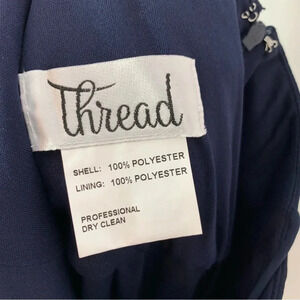 Thread
SHELL: 100% POLYESTER
LINING: 100% POLYESTER
PROFESSIONAL
DRY CLEAN